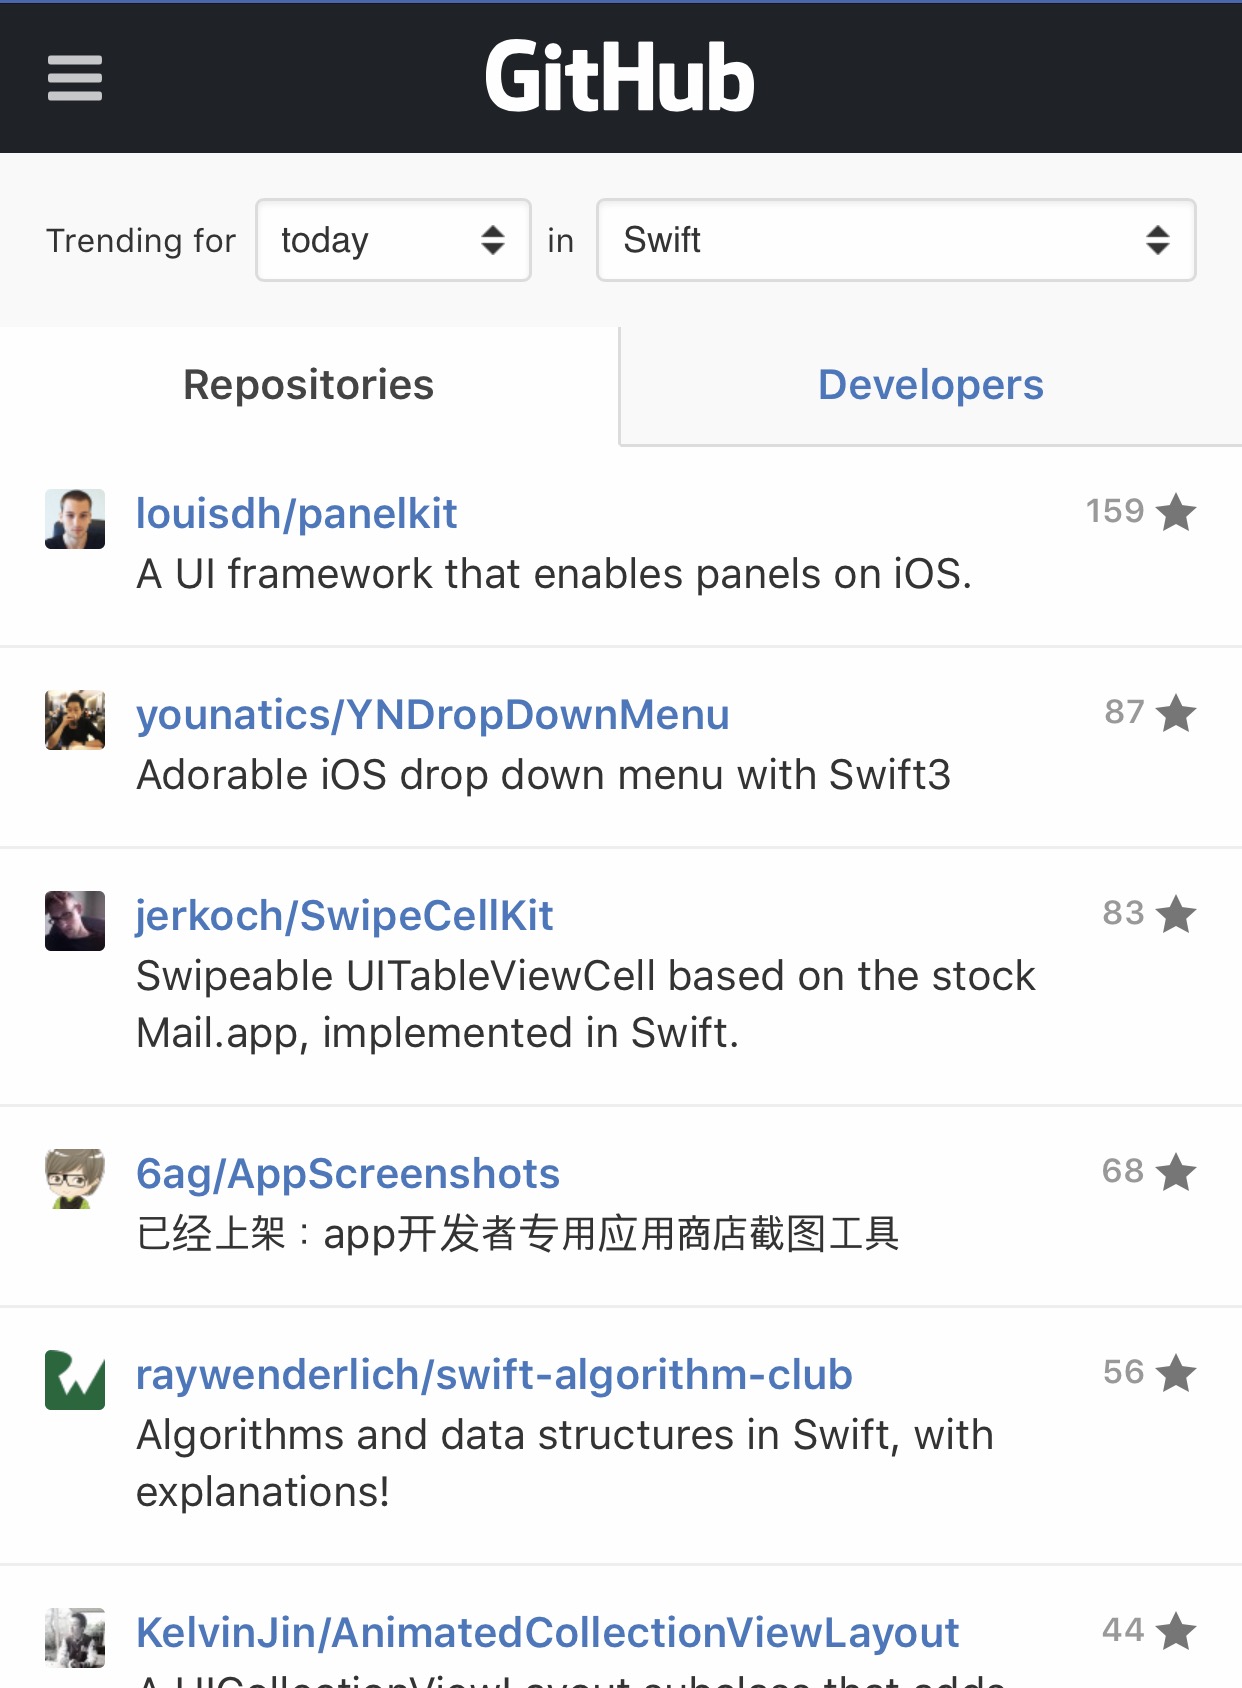 GitHub
Trending for today in Swift
Repositories Developers
louisdh/panelkit 159
A UI framework that enables panels on iOS.
younatics/YNDropDownMenu 87
Adorable iOS drop down menu with Swift3
jerkoch/SwipeCellKit 83
Swipeable UITableViewCell based on the stock
Mail.app, implemented in Swift.
6ag/AppScreenshots 68
已经上架：app开发者专用应用商店截图工具
raywenderlich/swift-algorithm-club 56
Algorithms and data structures in Swift, with
explanations!
KelvinJin/AnimatedCollectionViewLayout 44
A UICollectionViewLayout subclass that adds